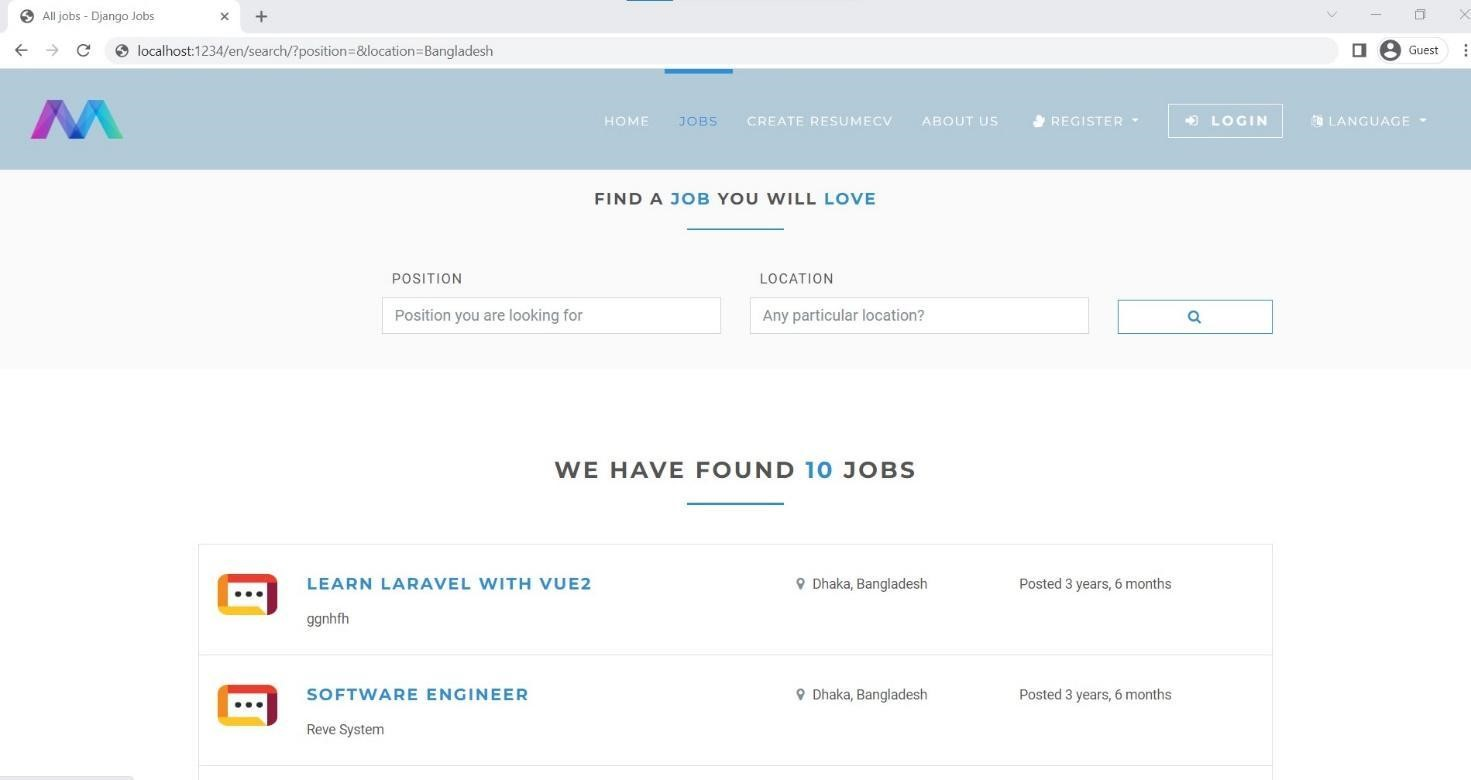 All jobs - Django Jobs
localhost:1234/en/search/?position=&location=Bangladesh
Guest
HOME JOBS CREATE RESUMECV ABOUT US REGISTER LOGIN LANGUAGE
FIND A JOB YOU WILL LOVE
POSITION LOCATION
Position you are looking for Any particular location?
WE HAVE FOUND 10 JOBS
LEARN LARAVEL WITH VUE2 Dhaka, Bangladesh Posted 3 years, 6 months
ggnhfh
SOFTWARE ENGINEER Dhaka, Bangladesh Posted 3 years, 6 months
Reve System